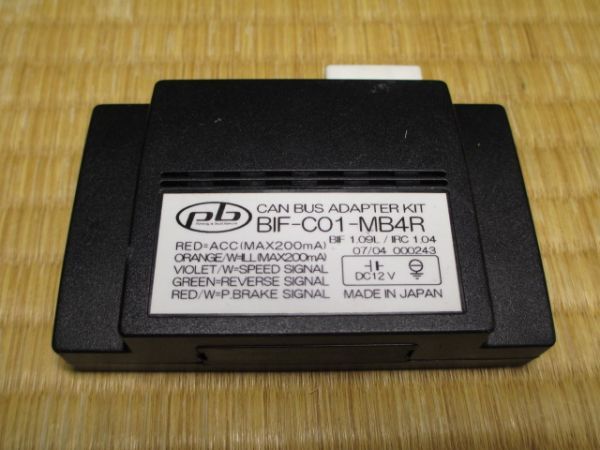 pb
CAN BUS ADAPTER KIT
BIF-C01-MB4R
BIF 1.09L / IRC 1.04
RED=ACC(MAX200mA)
07/04 000243
ORANGE/W=ILL(MAX200mA)
VIOLET/W=SPEED SIGNAL
DC12V
GREEN=REVERSE SIGNAL
RED/W=P.BRAKE SIGNAL
MADE IN JAPAN